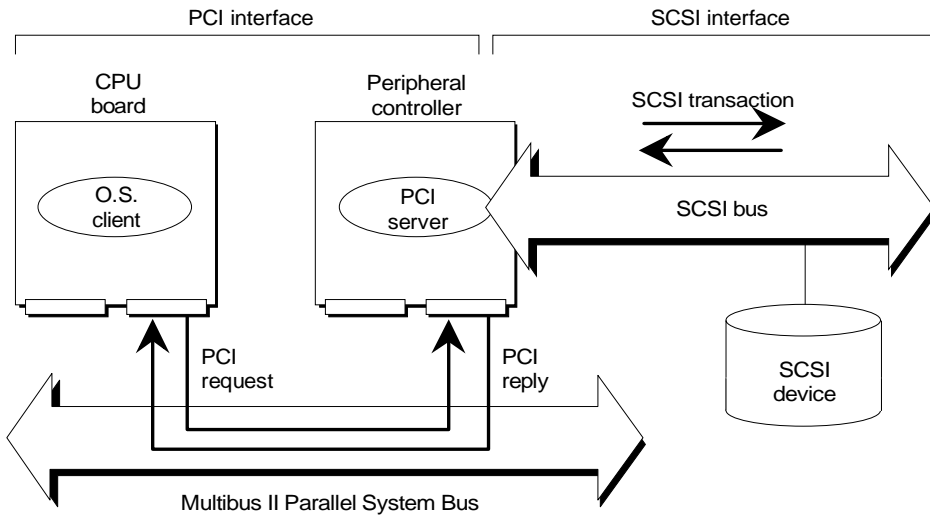 PCI interface
SCSI interface
CPU
board
Peripheral
controller
SCSI transaction
O.S.
client
PCI
server
SCSI bus
PCI
request
PCI
reply
SCSI
device
Multibus II Parallel System Bus